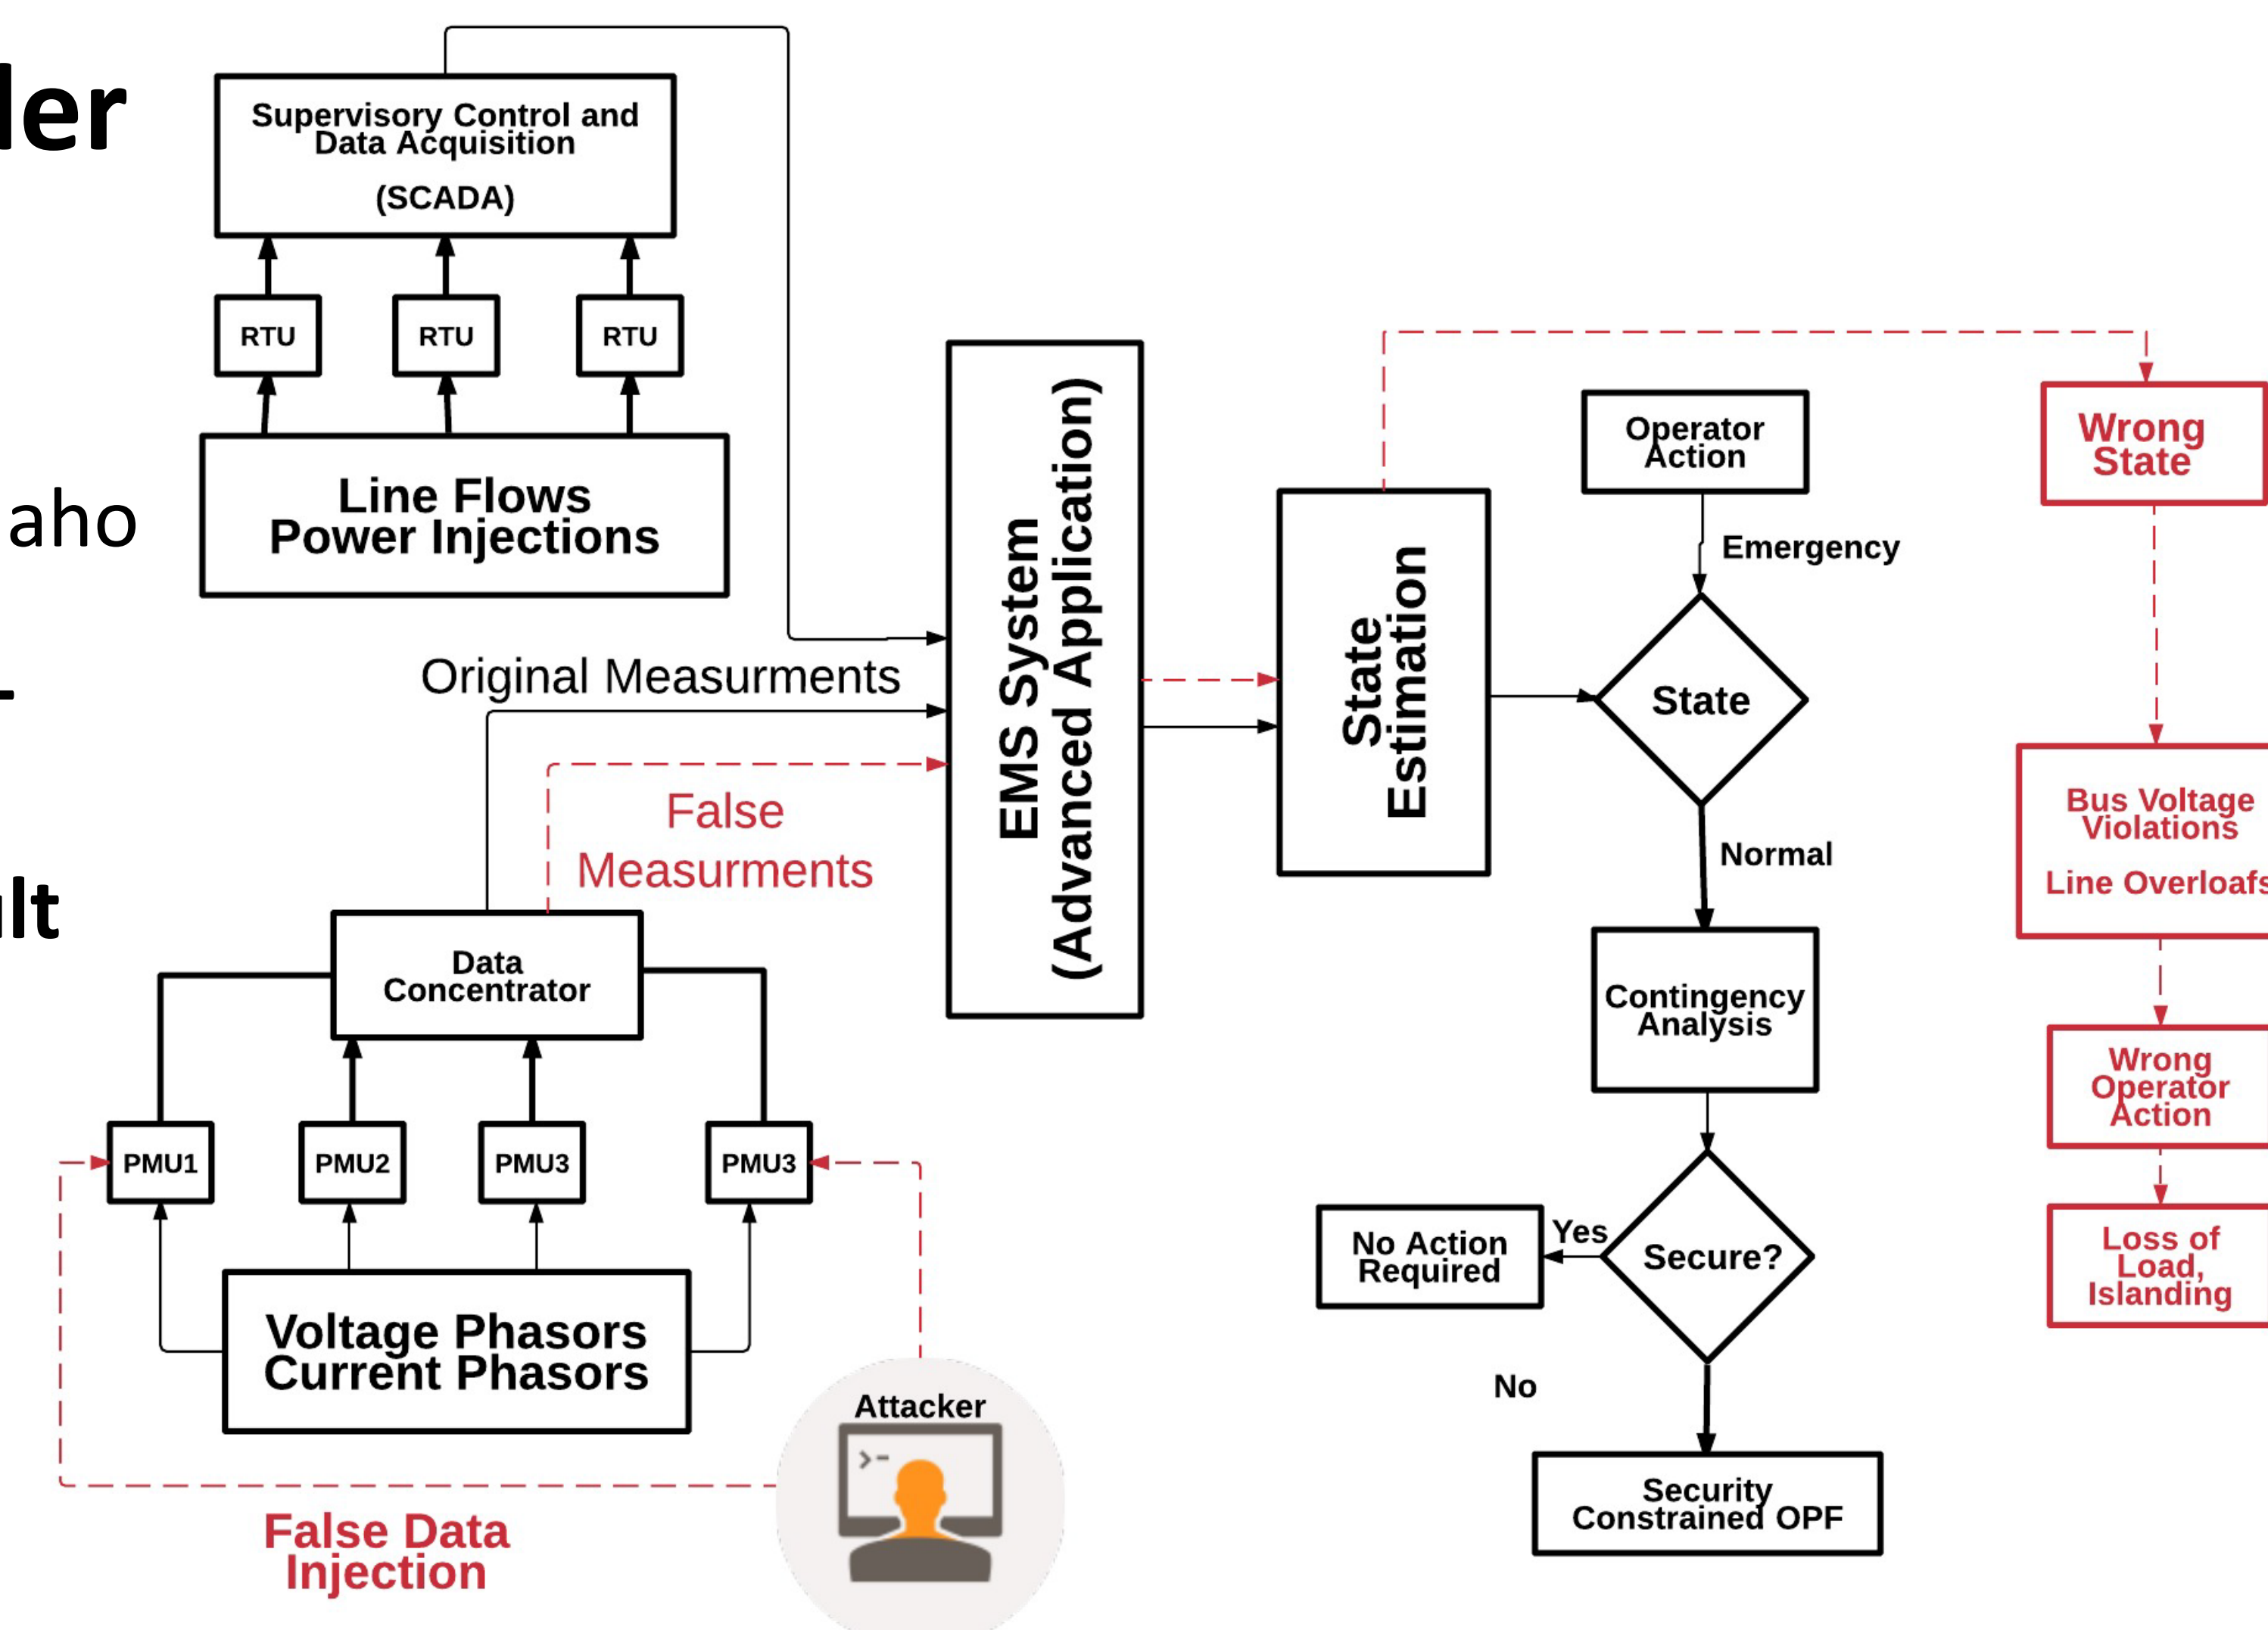 ler
aho
ult
Supervisory Control and
Data Acquisition
(SCADA)
RTU
RTU
RTU
Line Flows
Power Injections
Original Measurments
False
Measurments
Data
Concentrator
PMU1
PMU2
PMU3
PMU3
Voltage Phasors
Current Phasors
False Data
Injection
Attacker
>-
EMS System
(Advanced Application)
State
Estimation
Operator
Action
Emergency
State
Normal
Contingency
Analysis
Secure?
Yes
No Action
Required
No
Security
Constrained OPF
Wrong
State
Bus Voltage
Violations
Line Overloafs
Wrong
Operator
Action
Loss of
Load,
Islanding